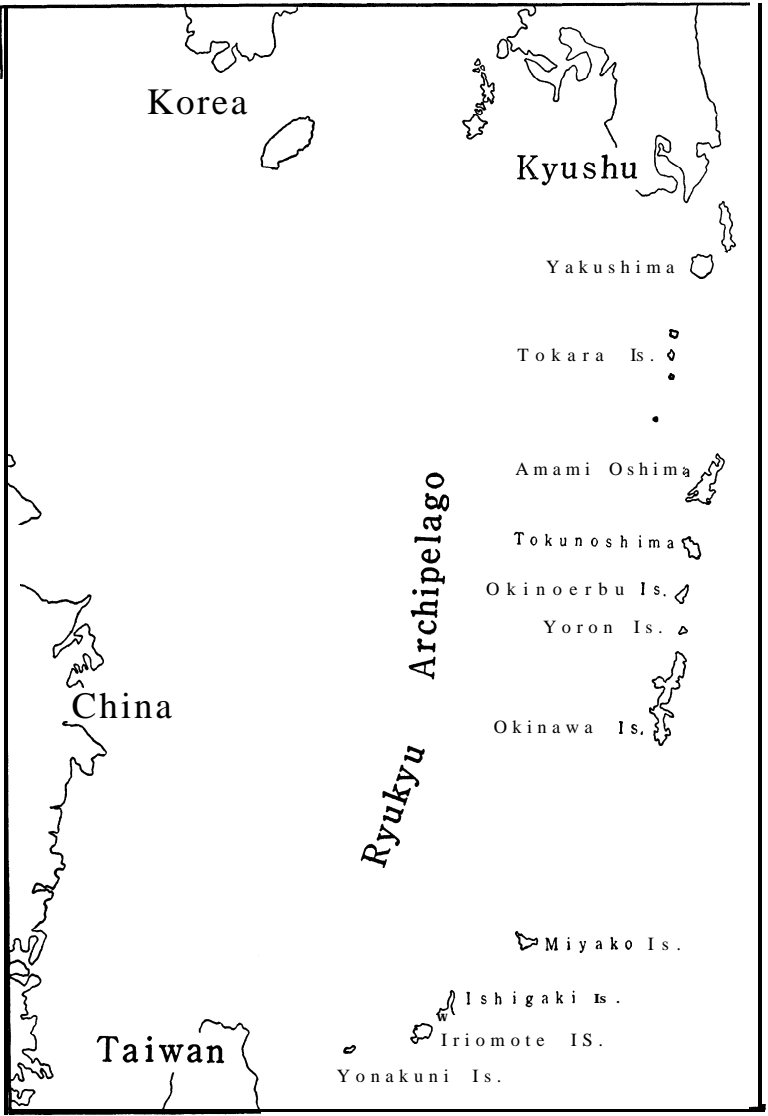 Korea
Kyushu
Yakushima
Tokara Is.
Amami Oshima
Tokunoshima
Okinoerbu Is.
Yoron Is.
Ryukyu Archipelago
China
Okinawa Is.
Miyako Is.
Ishigaki Is.
Iriomote IS.
Taiwan
Yonakuni Is.